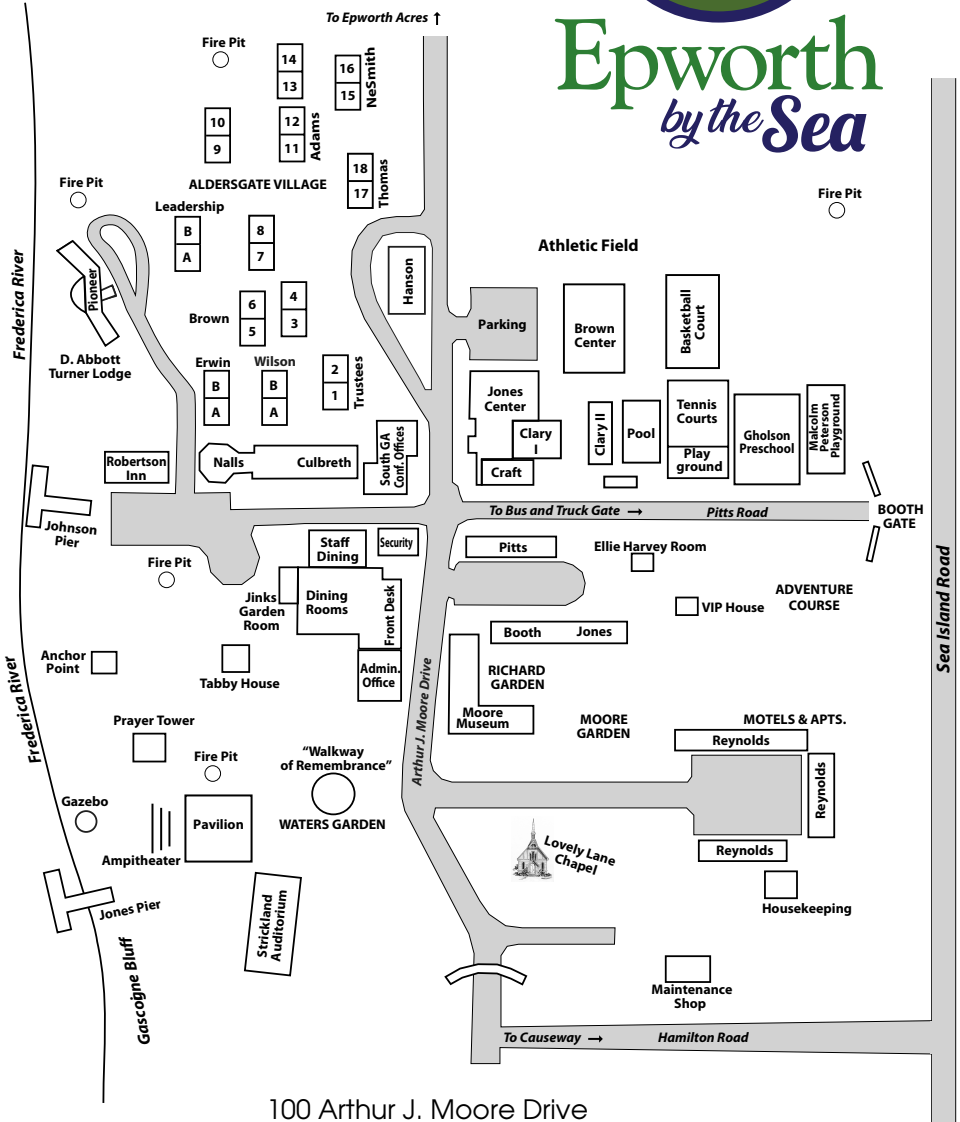 To Epworth Acres ↑
Epworth
by the Sea
Fire Pit
14
13
16
15
NeSmith
10
9
12
11
Adams
18
17
Thomas
ALDERSGATE VILLAGE
Fire Pit
Fire Pit
Leadership
B
A
8
7
Athletic Field
Frederica River
Pioneer
D. Abbott
Turner Lodge
Hanson
Parking
Brown
Center
Basketball
Court
Brown
6
5
4
3
Erwin
B
A
Wilson
B
A
2
1
Trustees
Jones
Center
Clary
I
Craft
Clary II
Pool
Tennis
Courts
Play
ground
Gholson
Preschool
Malcolm
Peterson
Playground
Robertson
Inn
Nalls
Culbreth
South GA
Conf. Offices
Johnson
Pier
To Bus and Truck Gate →
Pitts Road
BOOTH
GATE
Sea Island Road
Staff
Dining
Security
Pitts
Ellie Harvey Room
Fire Pit
Jinks
Garden
Room
Dining
Rooms
Front Desk
VIP House
ADVENTURE
COURSE
Booth
Jones
Anchor
Point
Tabby House
Admin.
Office
RICHARD
GARDEN
Moore
Museum
MOORE
GARDEN
Frederica River
Arthur J. Moore Drive
Prayer Tower
Fire Pit
"Walkway
of Remembrance"
WATERS GARDEN
MOTELS & APTS.
Reynolds
Reynolds
Reynolds
Gazebo
Pavilion
Ampitheater
Lovely Lane
Chapel
Housekeeping
Jones Pier
Strickland
Auditorium
Gascoigne Bluff
Maintenance
Shop
To Causeway →
Hamilton Road
100 Arthur J. Moore Drive